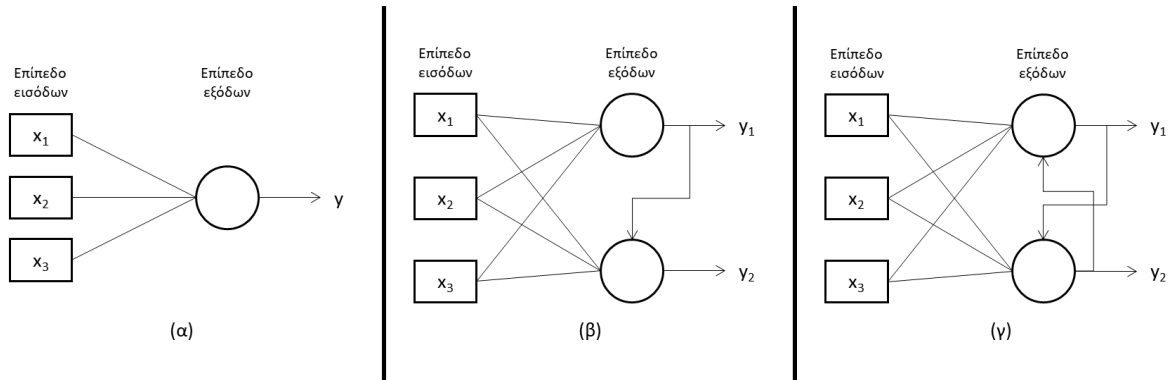 Επίπεδο
εισόδων
Επίπεδο
εξόδων
x1
x2
x3
y
(α)
Επίπεδο
εισόδων
Επίπεδο
εξόδων
x1
x2
x3
y1
y2
(β)
Επίπεδο
εισόδων
Επίπεδο
εξόδων
x1
x2
x3
y1
y2
(γ)